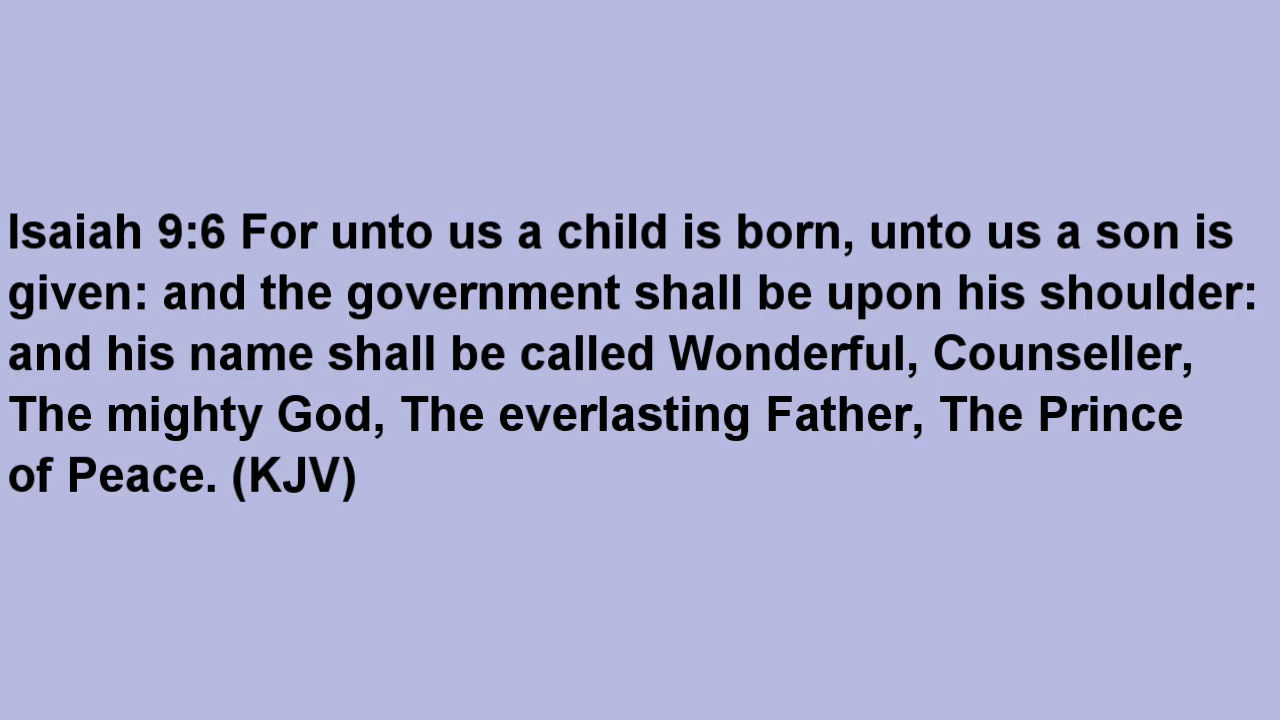 Isaiah 9:6 For unto us a child is born, unto us a son is
given: and the government shall be upon his shoulder:
and his name shall be called Wonderful, Counseller,
The mighty God, The everlasting Father, The Prince
of Peace. (KJV)